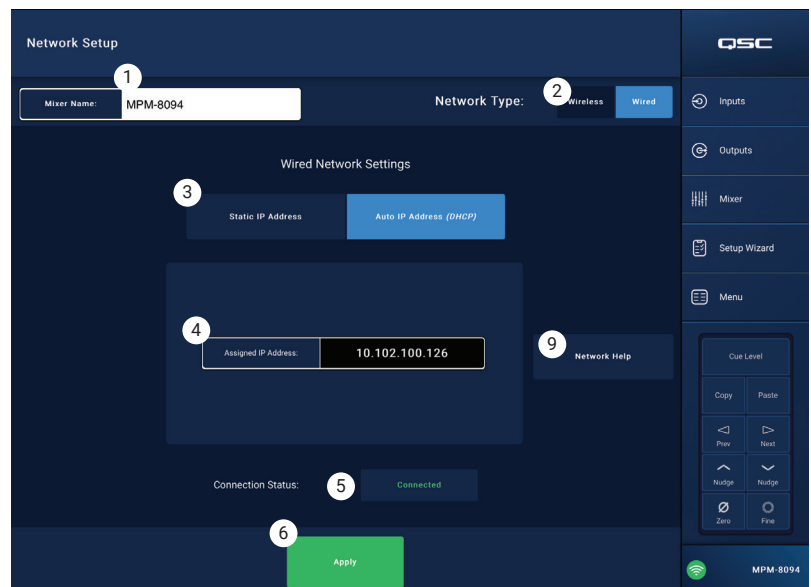 Network Setup
QSC
1
Mixer Name: MPM-8094
Network Type:
2
Wireless Wired
Inputs
Outputs
Wired Network Settings
3
Static IP Address Auto IP Address (DHCP)
Mixer
Setup Wizard
Menu
4
Assigned IP Address: 10.102.100.126
9
Network Help
Cue Level
Copy Paste
Prev Next
Nudge Nudge
Zero Fine
Connection Status:
5
Connected
6
Apply
MPM-8094